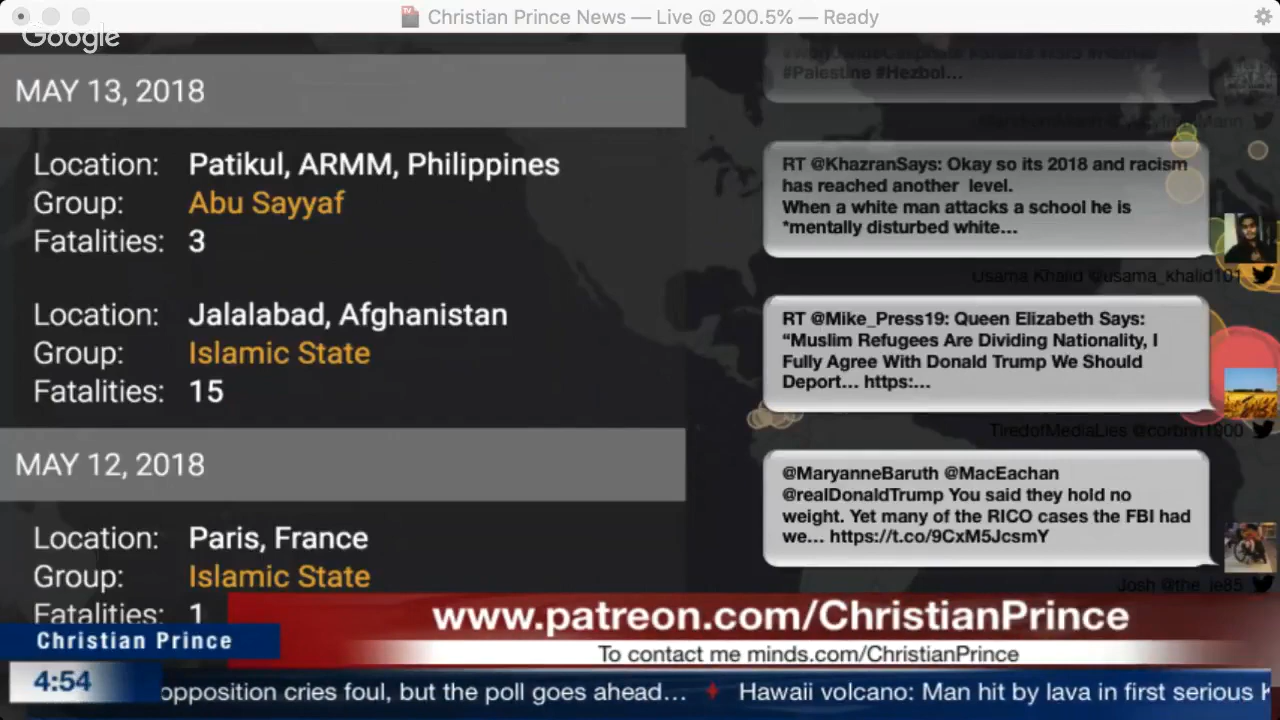 Christian Prince News — Live @ 200.5% — Ready
Google
MAY 13, 2018
Location: Patikul, ARMM, Philippines
Group: Abu Sayyaf
Fatalities: 3
Location: Jalalabad, Afghanistan
Group: Islamic State
Fatalities: 15
MAY 12, 2018
Location: Paris, France
Group: Islamic State
Fatalities: 1
#Palestine #Hezbol...
RT @KhazranSays: Okay so its 2018 and racism
has reached another level.
When a white man attacks a school he is
*mentally disturbed white...
Usama Khalid @usama_khalid101
RT @Mike_Press19: Queen Elizabeth Says:
“Muslim Refugees Are Dividing Nationality, I
Fully Agree With Donald Trump We Should
Deport... https:...
TiredofMediaLies @corbnn1900
@MaryanneBaruth @MacEachan
@realDonaldTrump You said they hold no
weight. Yet many of the RICO cases the FBI had
we... https://t.co/9CxM5JcsmY
Josh @the_je85
www.patreon.com/ChristianPrince
Christian Prince
To contact me minds.com/ChristianPrince
4:54
opposition cries foul, but the poll goes ahead... Hawaii volcano: Man hit by lava in first serious